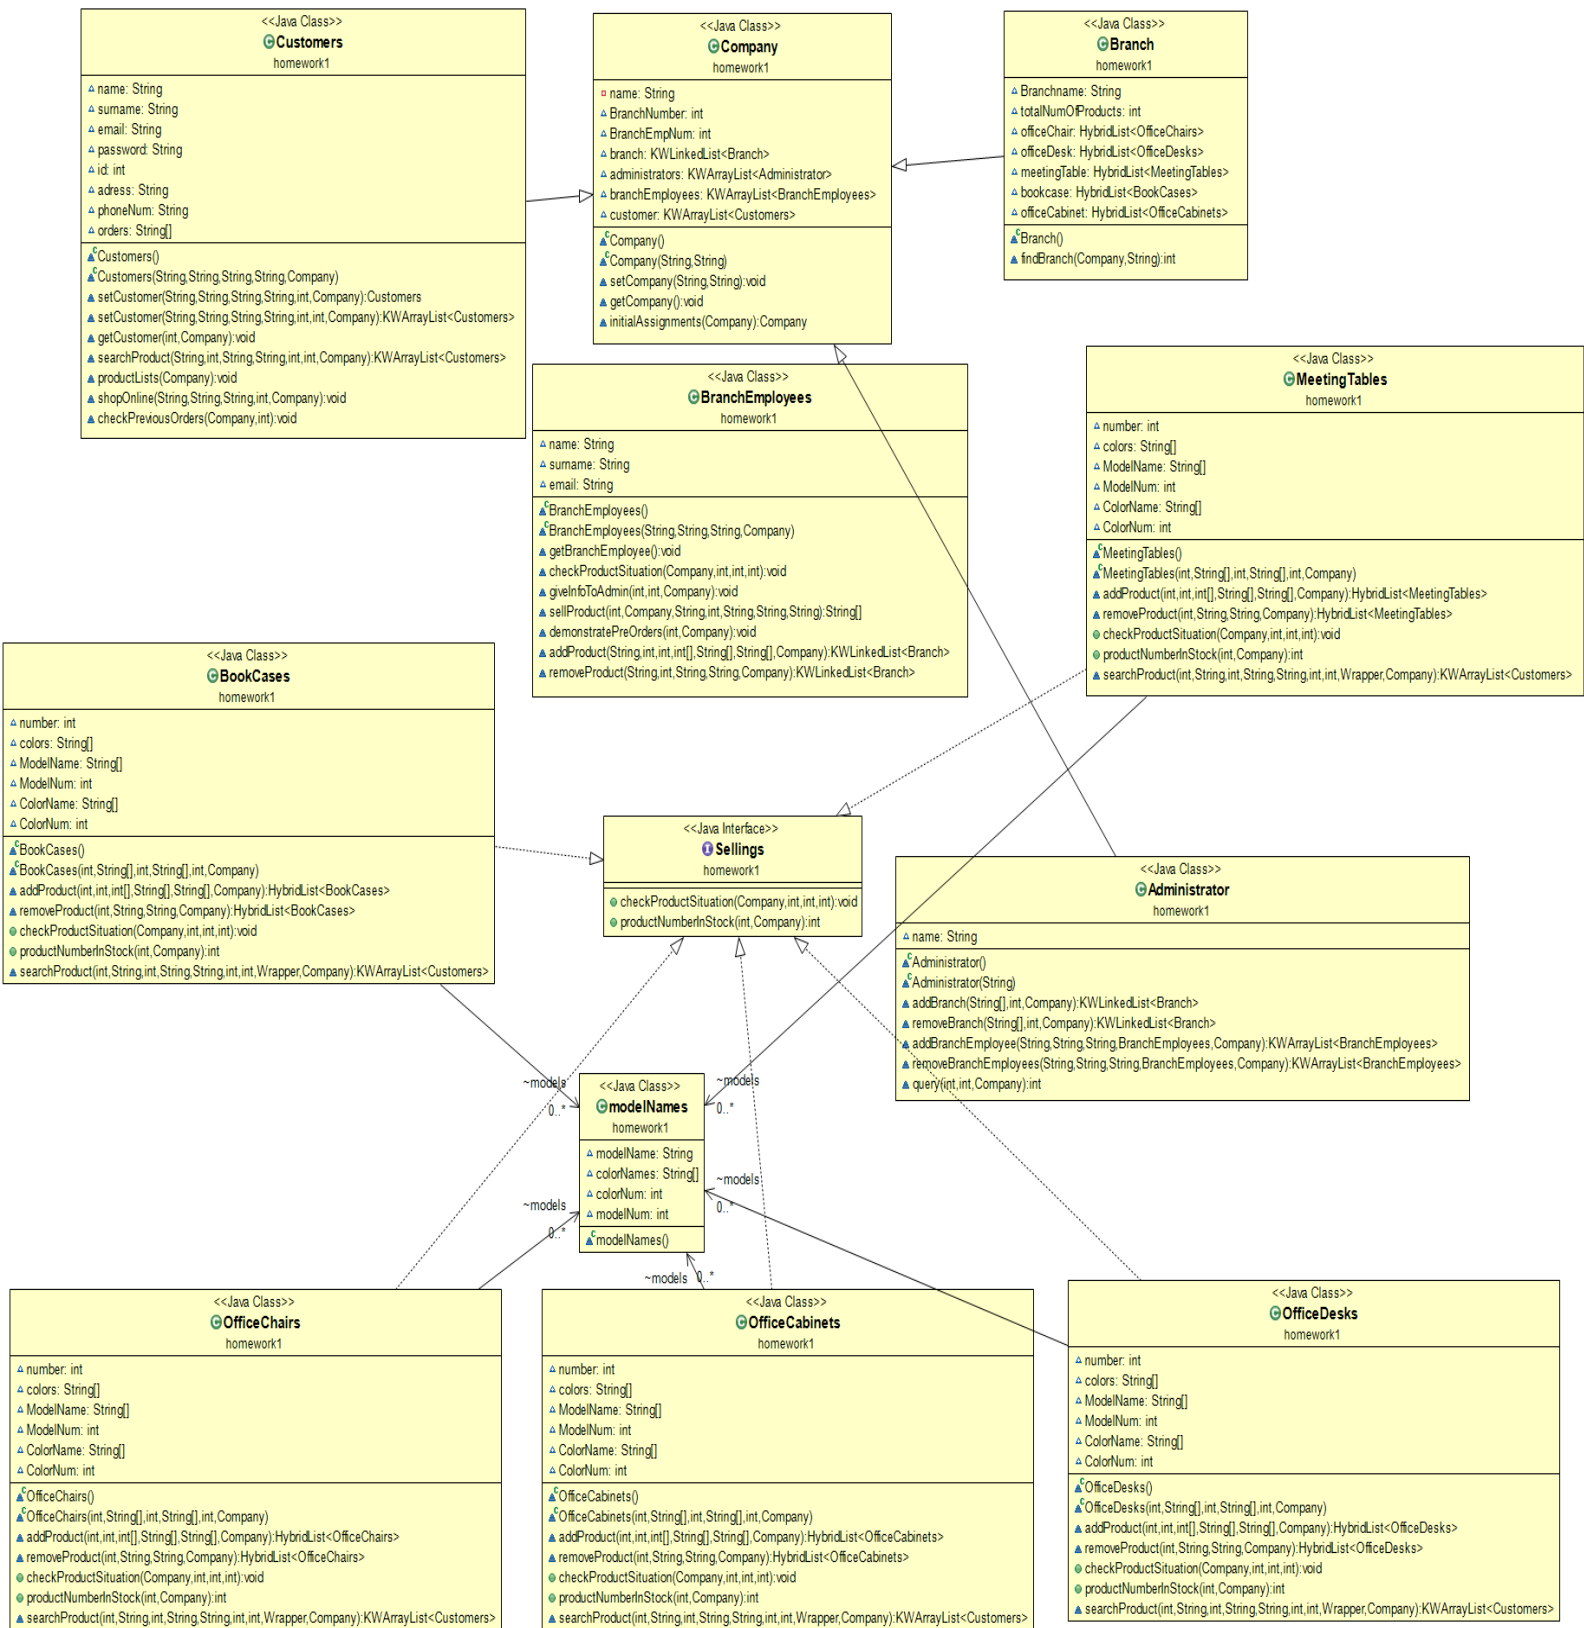 <<Java Class>>
Customers
homework1
name: String
surname: String
email: String
password: String
id: int
adress: String
phoneNum: String
orders: String[]
Customers()
Customers(String,String,String,String,Company)
setCustomer(String,String,String,String,int,Company):Customers
setCustomer(String,String,String,String,int,int,Company):KWArrayList<Customers>
getCustomer(int,Company):void
searchProduct(String,int,String,String,int,int,Company):KWArrayList<Customers>
productLists(Company):void
shopOnline(String,String,String,int,Company):void
checkPreviousOrders(Company,int):void
<<Java Class>>
Company
homework1
name: String
BranchNumber: int
BranchEmpNum: int
branch: KWLinkedList<Branch>
administrators: KWArrayList<Administrator>
branchEmployees: KWArrayList<BranchEmployees>
customer: KWArrayList<Customers>
Company()
Company(String,String)
setCompany(String,String):void
getCompany():void
initialAssignments(Company):Company
<<Java Class>>
Branch
homework1
Branchname: String
totalNumOfProducts: int
officeChair: HybridList<OfficeChairs>
officeDesk: HybridList<OfficeDesks>
meetingTable: HybridList<MeetingTables>
bookcase: HybridList<BookCases>
officeCabinet: HybridList<OfficeCabinets>
Branch()
findBranch(Company,String):int
<<Java Class>>
BranchEmployees
homework1
name: String
surname: String
email: String
BranchEmployees()
BranchEmployees(String,String,String,Company)
getBranchEmployee():void
checkProductSituation(Company,int,int,int):void
giveInfoToAdmin(int,int,Company):void
sellProduct(int,Company,String,int,String,String,String):String[]
demonstratePreOrders(int,Company):void
addProduct(String,int,int,int[],String[],String[],Company):KWLinkedList<Branch>
removeProduct(String,int,String,String,Company):KWLinkedList<Branch>
<<Java Class>>
MeetingTables
homework1
number: int
colors: String[]
ModelName: String[]
ModelNum: int
ColorName: String[]
ColorNum: int
MeetingTables()
MeetingTables(int,String[],int,String[],int,Company)
addProduct(int,int,int[],String[],String[],Company):HybridList<MeetingTables>
removeProduct(int,String,String,Company):HybridList<MeetingTables>
checkProductSituation(Company,int,int,int):void
productNumberInStock(int,Company):int
searchProduct(int,String,int,String,String,int,int,Wrapper,Company):KWArrayList<Customers>
<<Java Class>>
BookCases
homework1
number: int
colors: String[]
ModelName: String[]
ModelNum: int
ColorName: String[]
ColorNum: int
BookCases()
BookCases(int,String[],int,String[],int,Company)
addProduct(int,int,int[],String[],String[],Company):HybridList<BookCases>
removeProduct(int,String,String,Company):HybridList<BookCases>
checkProductSituation(Company,int,int,int):void
productNumberInStock(int,Company):int
searchProduct(int,String,int,String,String,int,int,Wrapper,Company):KWArrayList<Customers>
<<Java Interface>>
Sellings
homework1
checkProductSituation(Company,int,int,int):void
productNumberInStock(int,Company):int
<<Java Class>>
Administrator
homework1
name: String
Administrator()
Administrator(String)
addBranch(String[],int,Company):KWLinkedList<Branch>
removeBranch(String[],int,Company):KWLinkedList<Branch>
addBranchEmployee(String,String,String,BranchEmployees,Company):KWArrayList<BranchEmployees>
removeBranchEmployees(String,String,String,BranchEmployees,Company):KWArrayList<BranchEmployees>
query(int,int,Company):int
~models
0..*
<<Java Class>>
modelNames
homework1
modelName: String
colorNames: String[]
colorNum: int
modelNum: int
modelNames()
~models
0..*
~models
0..*
~models
0..*
~models 0..*
<<Java Class>>
OfficeChairs
homework1
number: int
colors: String[]
ModelName: String[]
ModelNum: int
ColorName: String[]
ColorNum: int
OfficeChairs()
OfficeChairs(int,String[],int,String[],int,Company)
addProduct(int,int,int[],String[],String[],Company):HybridList<OfficeChairs>
removeProduct(int,String,String,Company):HybridList<OfficeChairs>
checkProductSituation(Company,int,int,int):void
productNumberInStock(int,Company):int
searchProduct(int,String,int,String,String,int,int,Wrapper,Company):KWArrayList<Customers>
<<Java Class>>
OfficeCabinets
homework1
number: int
colors: String[]
ModelName: String[]
ModelNum: int
ColorName: String[]
ColorNum: int
OfficeCabinets()
OfficeCabinets(int,String[],int,String[],int,Company)
addProduct(int,int,int[],String[],String[],Company):HybridList<OfficeCabinets>
removeProduct(int,String,String,Company):HybridList<OfficeCabinets>
checkProductSituation(Company,int,int,int):void
productNumberInStock(int,Company):int
searchProduct(int,String,int,String,String,int,int,Wrapper,Company):KWArrayList<Customers>
<<Java Class>>
OfficeDesks
homework1
number: int
colors: String[]
ModelName: String[]
ModelNum: int
ColorName: String[]
ColorNum: int
OfficeDesks()
OfficeDesks(int,String[],int,String[],int,Company)
addProduct(int,int,int[],String[],String[],Company):HybridList<OfficeDesks>
removeProduct(int,String,String,Company):HybridList<OfficeDesks>
checkProductSituation(Company,int,int,int):void
productNumberInStock(int,Company):int
searchProduct(int,String,int,String,String,int,int,Wrapper,Company):KWArrayList<Customers>